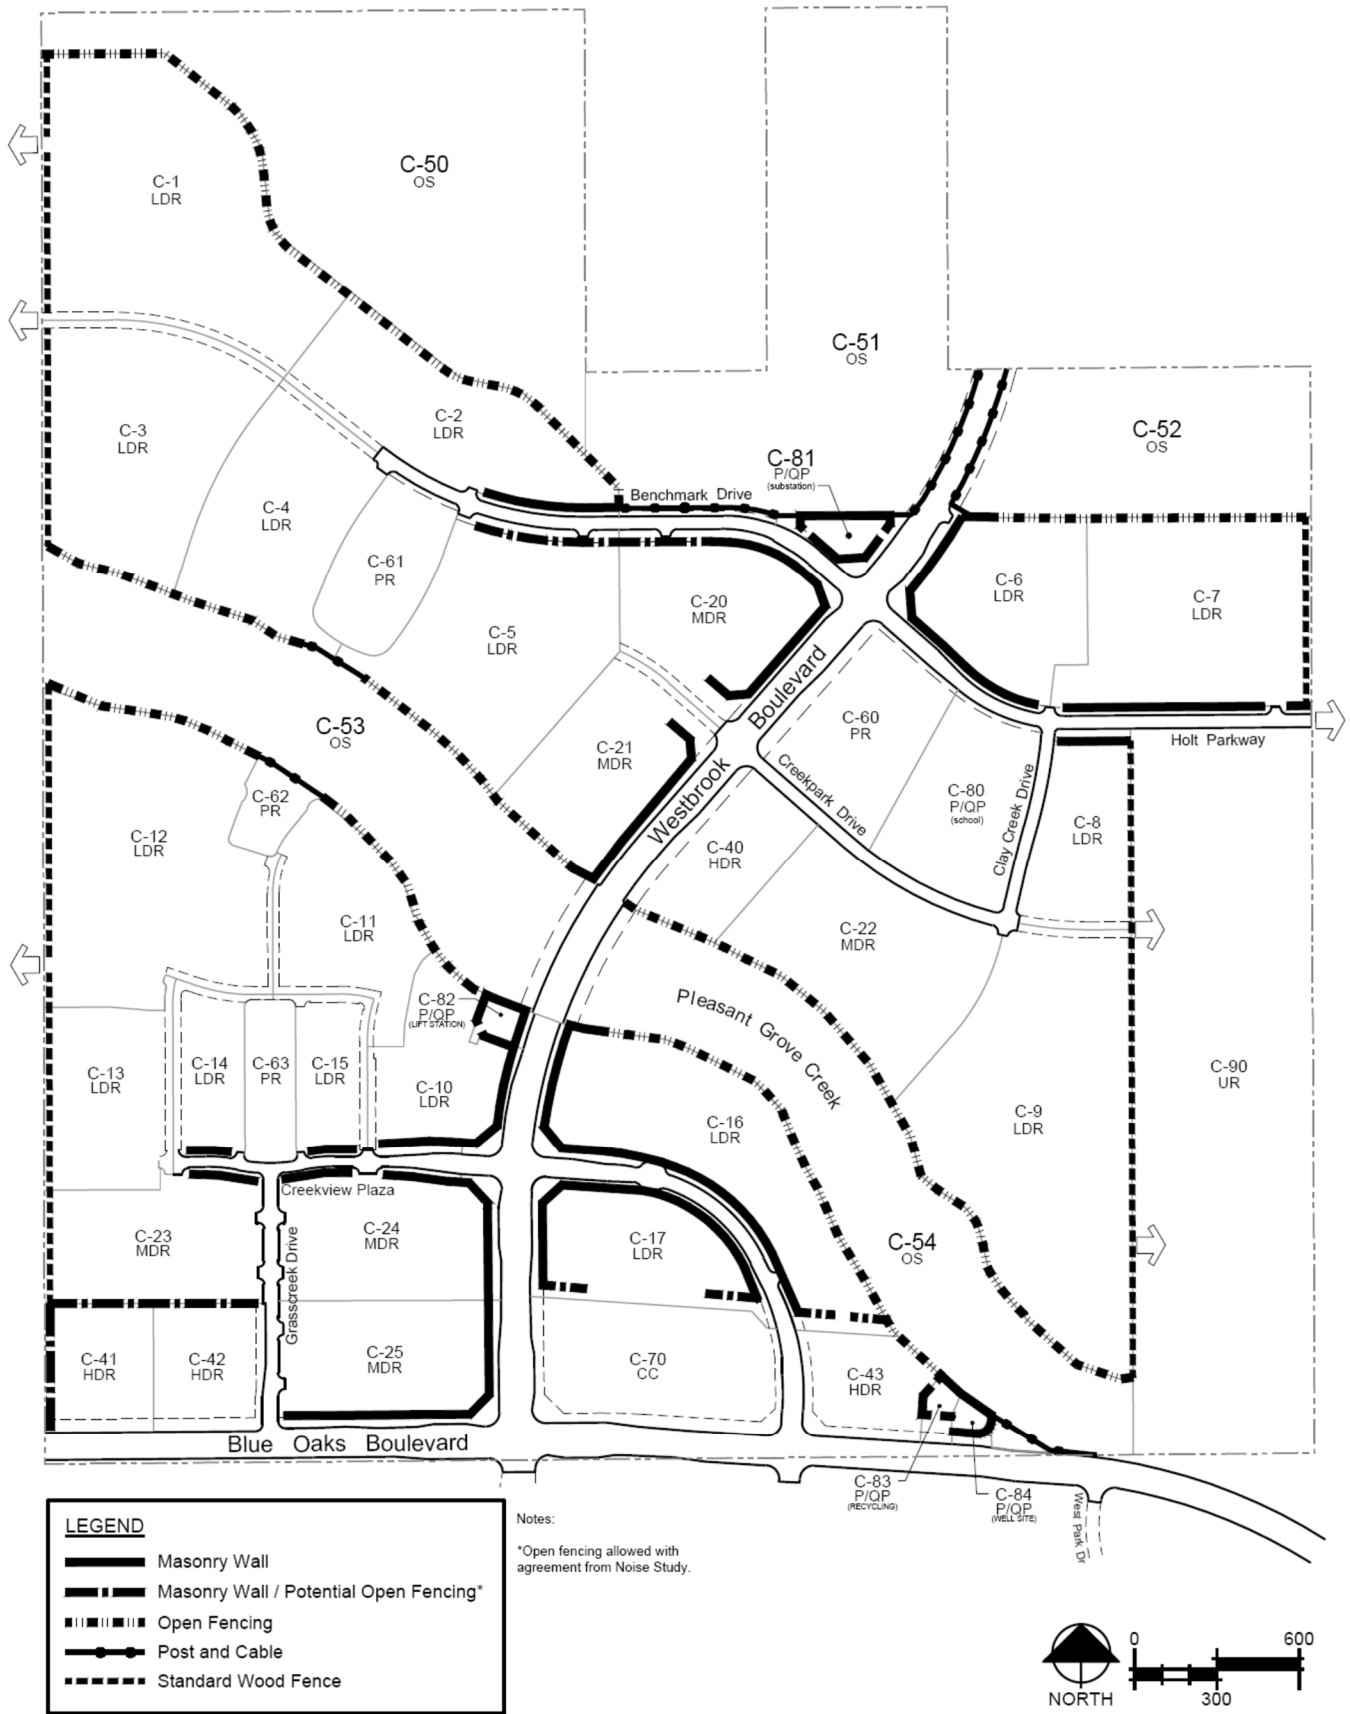 C-50
OS
C-1
LDR
C-51
OS
C-2
LDR
C-3
LDR
C-52
OS
C-81
P/QP
(substation)
Benchmark Drive
C-4
LDR
C-61
PR
C-6
LDR
C-7
LDR
C-20
MDR
C-5
LDR
Westbrook Boulevard
C-60
PR
C-53
OS
C-21
MDR
Holt Parkway
Creekpark Drive
C-80
P/QP
(school)
Clay Creek Drive
C-62
PR
C-12
LDR
C-8
LDR
C-40
HDR
C-11
LDR
C-22
MDR
C-82
P/QP
(LIFT STATION)
Pleasant Grove Creek
C-13
LDR
C-14
LDR
C-63
PR
C-15
LDR
C-10
LDR
C-90
UR
C-16
LDR
C-9
LDR
Creekview Plaza
C-23
MDR
Grasscreek Drive
C-24
MDR
C-17
LDR
C-54
OS
C-41
HDR
C-42
HDR
C-25
MDR
C-70
CC
C-43
HDR
Blue Oaks Boulevard
C-83
P/QP
(RECYCLING)
C-84
P/QP
(WELL SITE)
West Park Dr
LEGEND
Masonry Wall
Masonry Wall / Potential Open Fencing*
Open Fencing
Post and Cable
Standard Wood Fence
Notes:
*Open fencing allowed with
agreement from Noise Study.
NORTH
0
600
300